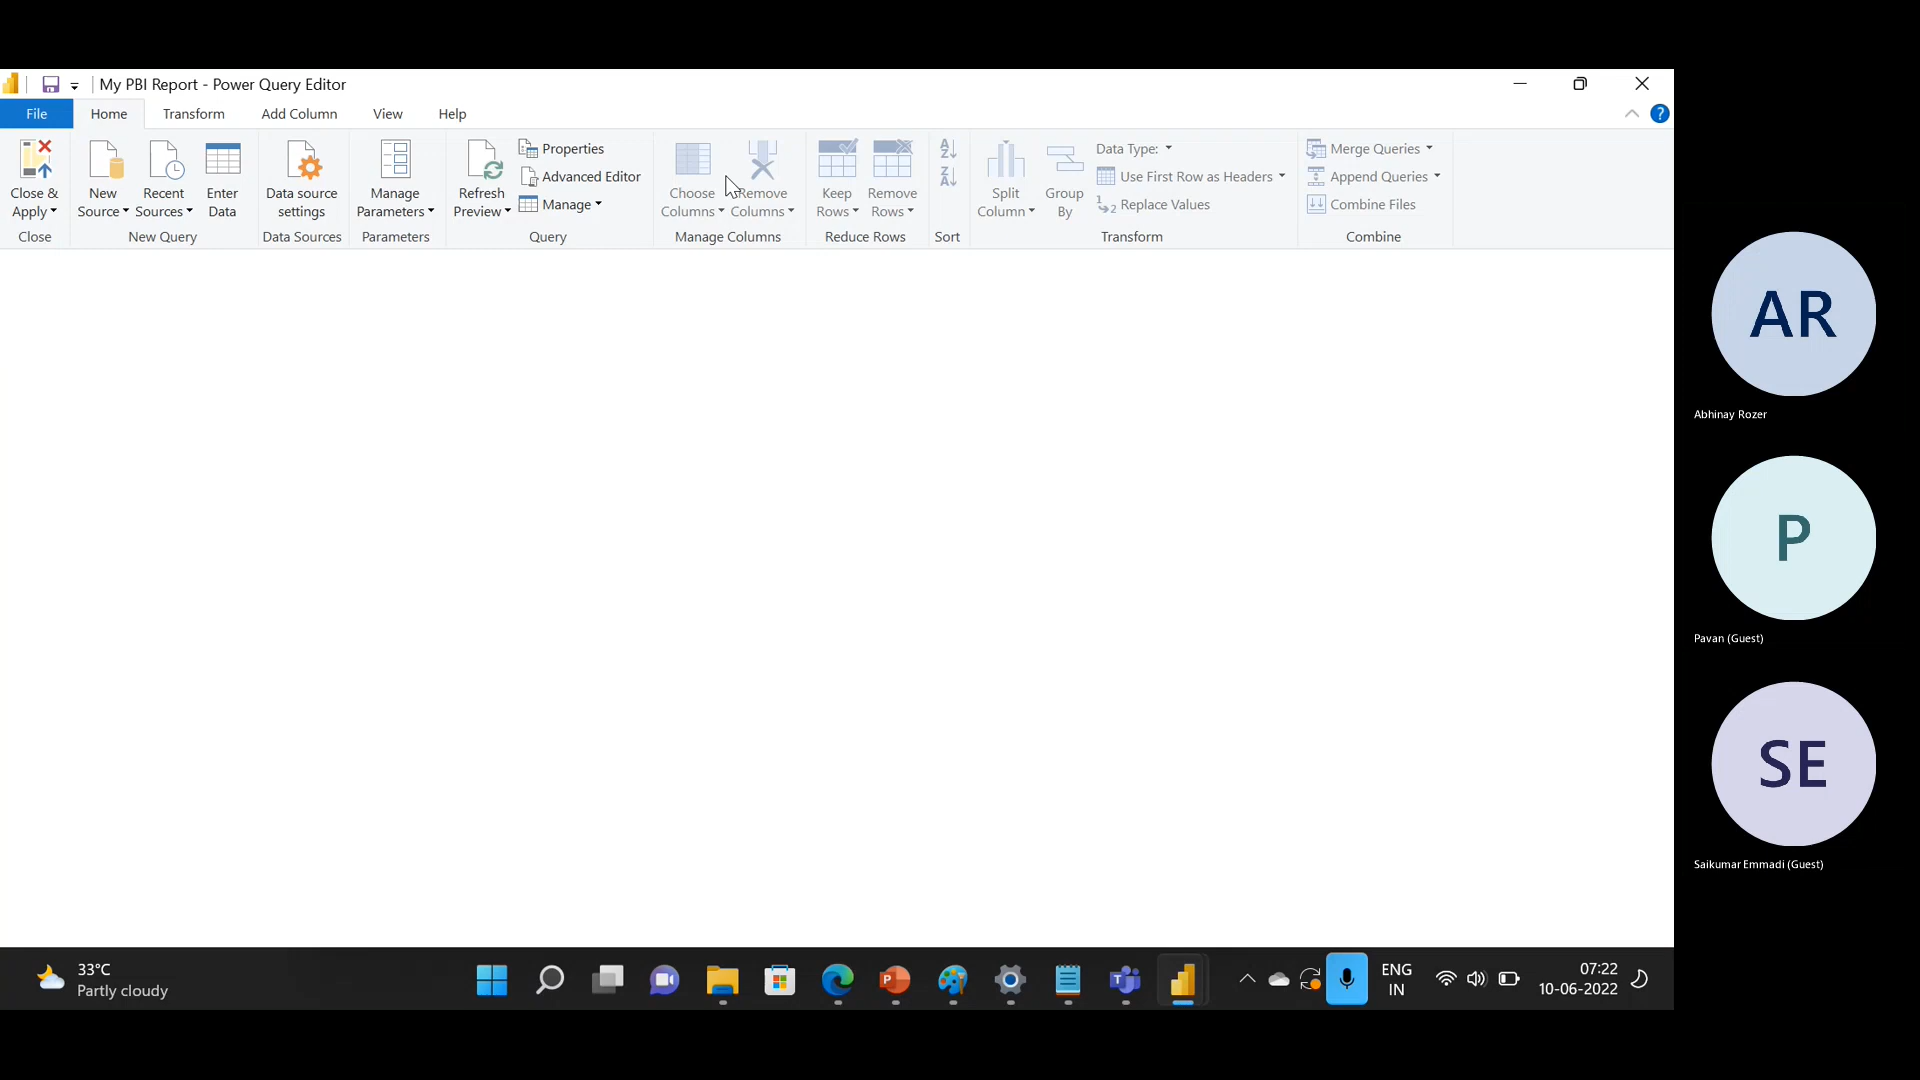 My PBI Report - Power Query Editor
File Home Transform Add Column View Help
?
Close & Apply
New Source
Recent Sources
Enter Data
Data source settings
Manage Parameters
Refresh Preview
Properties
Advanced Editor
Manage
Choose Columns
Remove Columns
Keep Rows
Remove Rows
A
Z
Z
A
Split Column
Group By
Data Type:
Use First Row as Headers
1
2
Replace Values
Merge Queries
Append Queries
Combine Files
Close New Query Data Sources Parameters Query Manage Columns Reduce Rows Sort Transform Combine
AR
Abhinay Rozer
P
Pavan (Guest)
SE
Saikumar Emmadi (Guest)
33°C
Partly cloudy
P
T
ENG
IN
07:22
10-06-2022